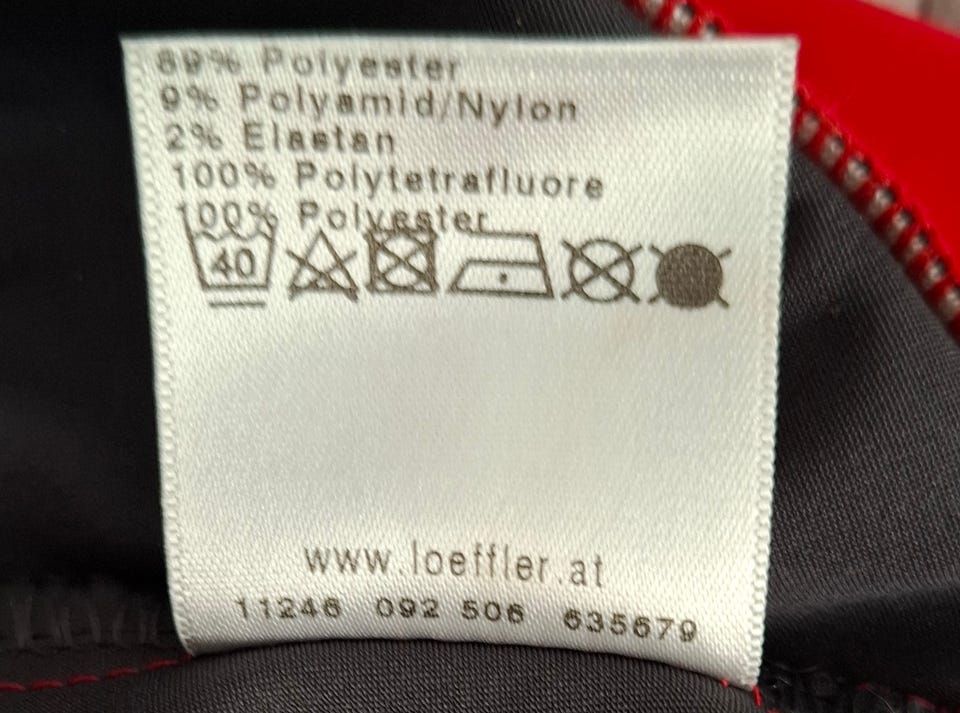 89% Polyester
9% Polyamid/Nylon
2% Elastan
100% Polytetrafluore
100% Polyester
40
www.loeffler.at
11246 092 506 635679